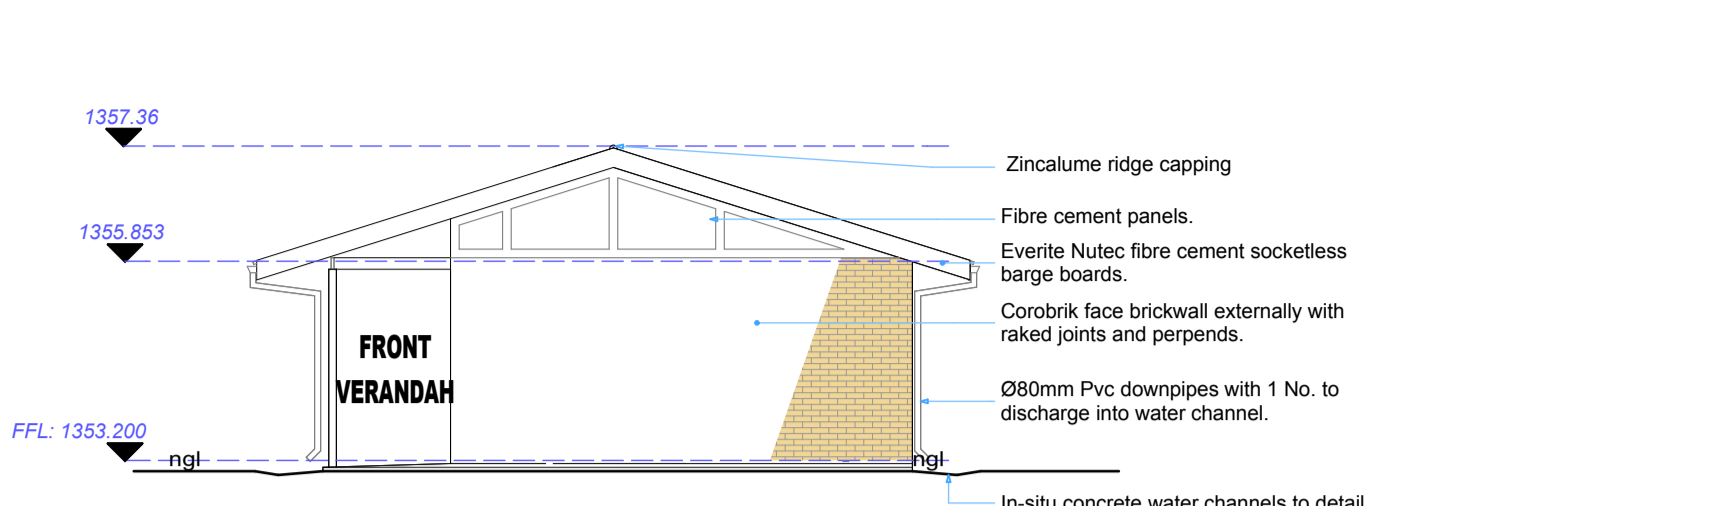 1357.36
Zincalume ridge capping
Fibre cement panels.
1355.853
Everite Nutec fibre cement socketless
barge boards.
Corobrik face brickwall externally with
raked joints and perpends.
FRONT
VERANDAH
Ø80mm Pvc downpipes with 1 No. to
discharge into water channel.
FFL: 1353.200
ngl
ngl
In-situ concrete water channels to detail